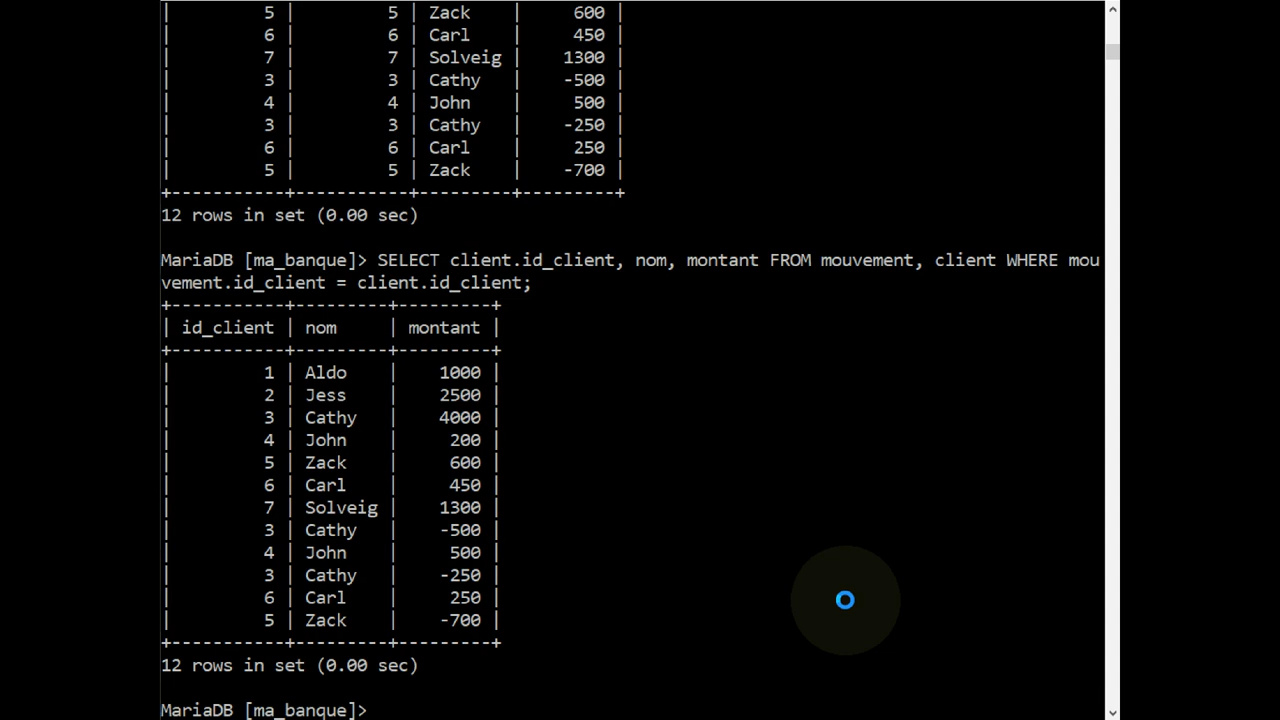 |         5 |         5 | Zack    |     600 |
|         6 |         6 | Carl    |     450 |
|         7 |         7 | Solveig |    1300 |
|         3 |         3 | Cathy   |    -500 |
|         4 |         4 | John    |     500 |
|         3 |         3 | Cathy   |    -250 |
|         6 |         6 | Carl    |     250 |
|         5 |         5 | Zack    |    -700 |
+-----------+-----------+---------+---------+
12 rows in set (0.00 sec)
MariaDB [ma_banque]> SELECT client.id_client, nom, montant FROM mouvement, client WHERE mou
vement.id_client = client.id_client;
+-----------+---------+---------+
| id_client | nom     | montant |
+-----------+---------+---------+
|         1 | Aldo    |    1000 |
|         2 | Jess    |    2500 |
|         3 | Cathy   |    4000 |
|         4 | John    |     200 |
|         5 | Zack    |     600 |
|         6 | Carl    |     450 |
|         7 | Solveig |    1300 |
|         3 | Cathy   |    -500 |
|         4 | John    |     500 |
|         3 | Cathy   |    -250 |
|         6 | Carl    |     250 |
|         5 | Zack    |    -700 |
+-----------+---------+---------+
12 rows in set (0.00 sec)
MariaDB [ma_banque]>